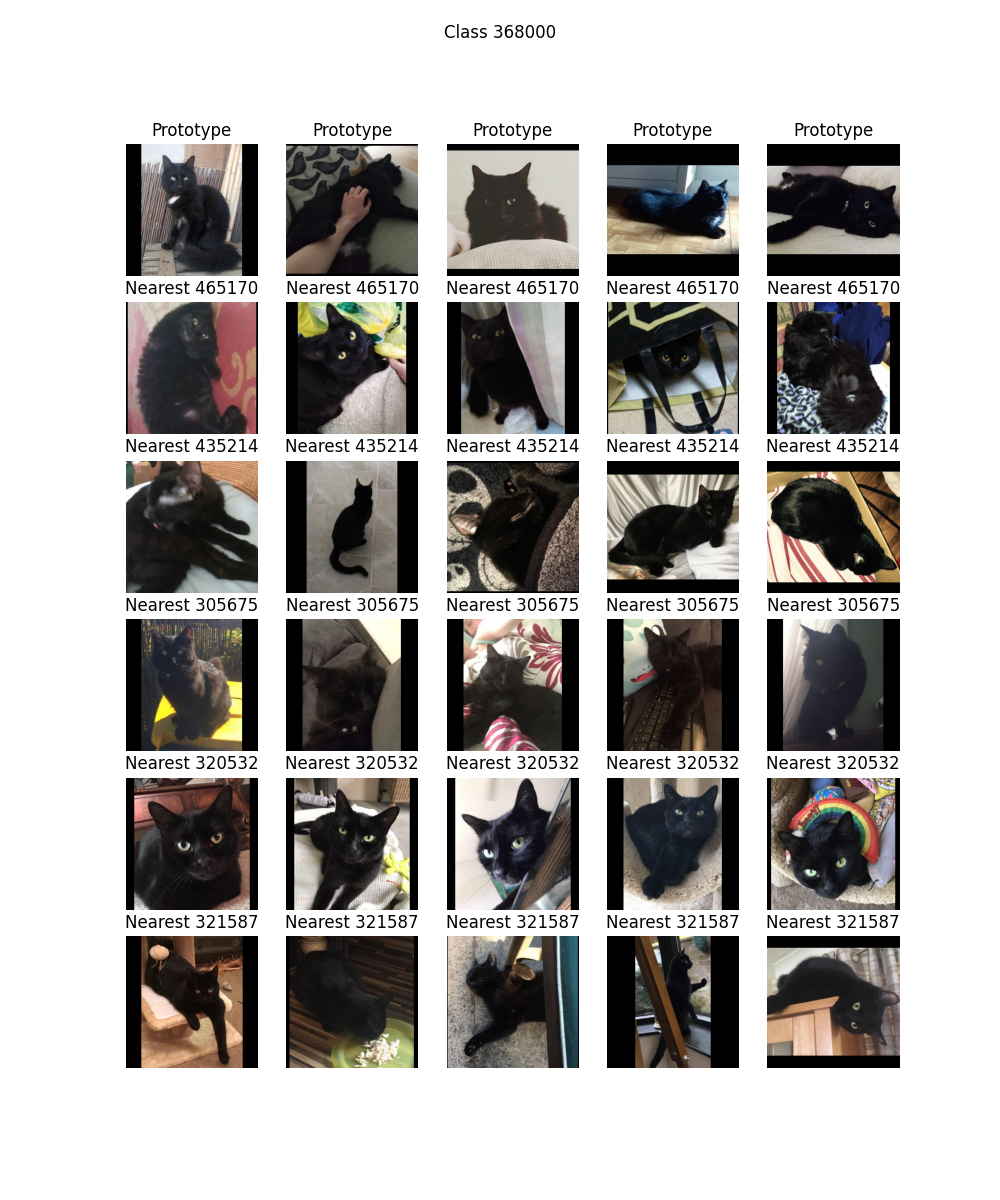 Class 368000
Prototype Prototype Prototype Prototype Prototype
Nearest 465170 Nearest 465170 Nearest 465170 Nearest 465170 Nearest 465170
Nearest 435214 Nearest 435214 Nearest 435214 Nearest 435214 Nearest 435214
Nearest 305675 Nearest 305675 Nearest 305675 Nearest 305675 Nearest 305675
Nearest 320532 Nearest 320532 Nearest 320532 Nearest 320532 Nearest 320532
Nearest 321587 Nearest 321587 Nearest 321587 Nearest 321587 Nearest 321587